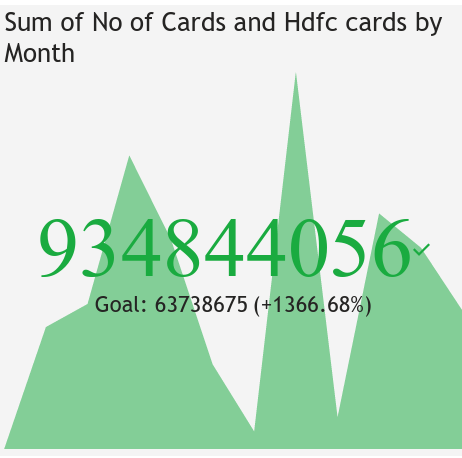 Sum of No of Cards and Hdfc cards by
Month
934844056
Goal: 63738675 (+1366.68%)